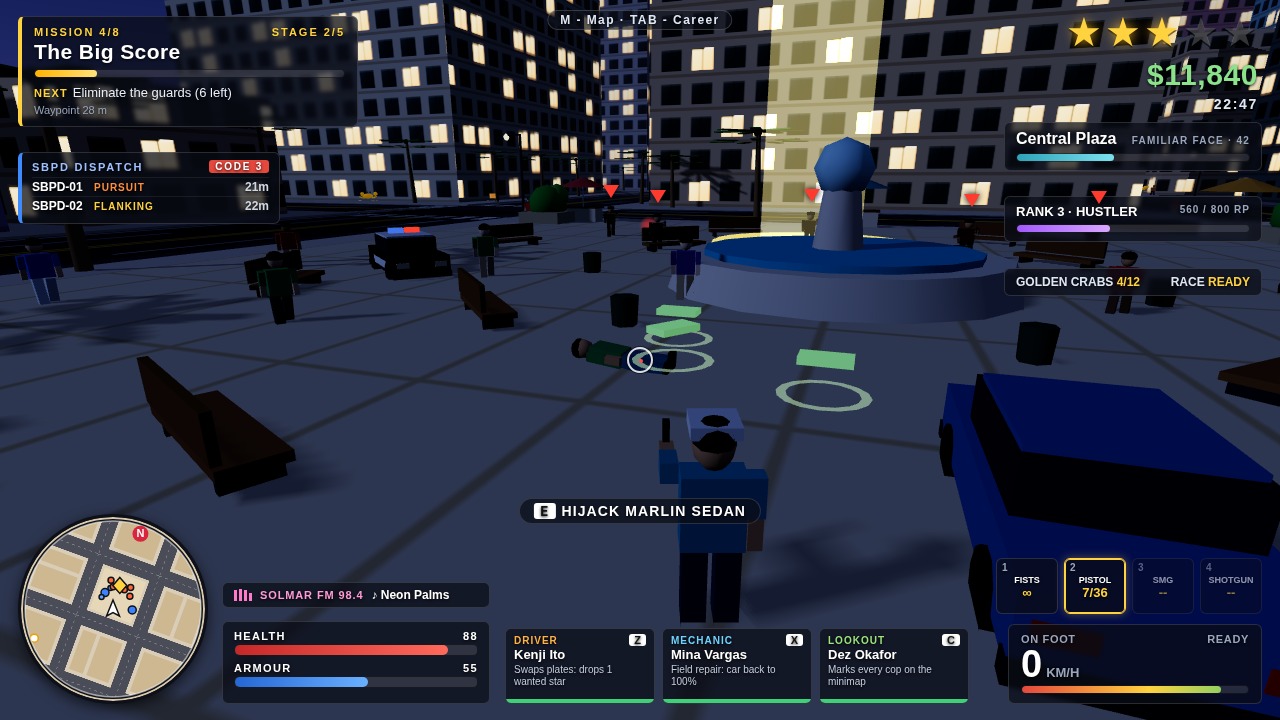 M - Map · TAB - Career
MISSION 4/8
STAGE 2/5
The Big Score
NEXT Eliminate the guards (6 left)
Waypoint 28 m
SBPD DISPATCH
CODE 3
SBPD-01 PURSUIT 21m
SBPD-02 FLANKING 22m
★★★★★
$11,840
22:47
Central Plaza
FAMILIAR FACE · 42
RANK 3 · HUSTLER
560 / 800 RP
GOLDEN CRABS 4/12
RACE READY
E HIJACK MARLIN SEDAN
N
SOLMAR FM 98.4 ♪ Neon Palms
HEALTH 88
ARMOUR 55
DRIVER Z
Kenji Ito
Swaps plates: drops 1
wanted star
MECHANIC X
Mina Vargas
Field repair: car back to
100%
LOOKOUT C
Dez Okafor
Marks every cop on the
minimap
1
FISTS
∞
2
PISTOL
7/36
3
SMG
--
4
SHOTGUN
--
ON FOOT
READY
0 KM/H